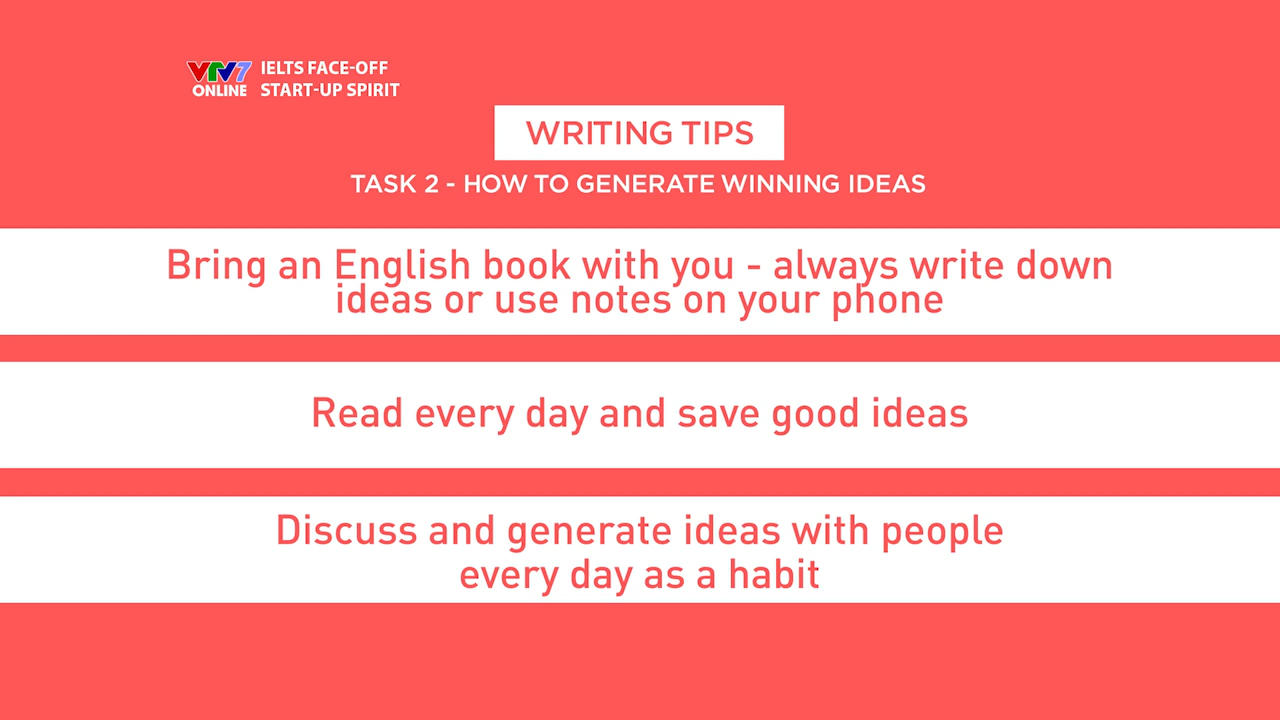 VTV7
ONLINE
IELTS FACE-OFF
START-UP SPIRIT
WRITING TIPS
TASK 2 - HOW TO GENERATE WINNING IDEAS
Bring an English book with you - always write down
ideas or use notes on your phone
Read every day and save good ideas
Discuss and generate ideas with people
every day as a habit